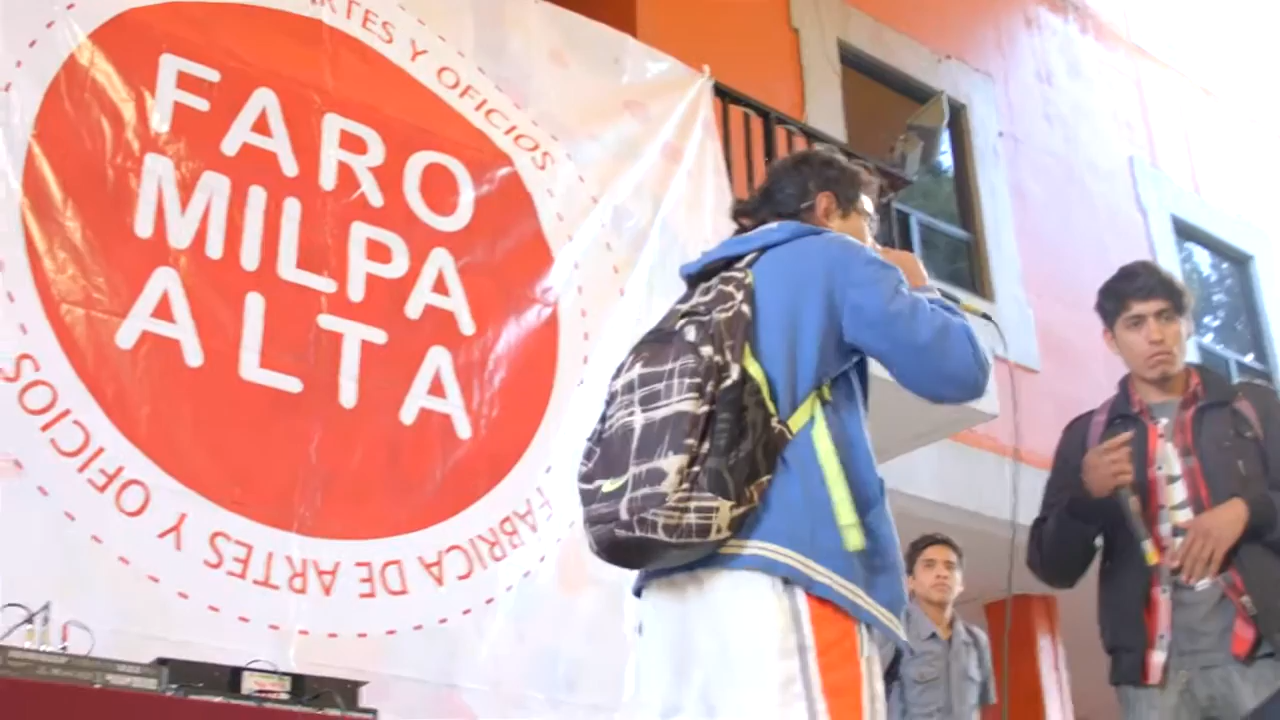 ARTES Y OFICIOS
FARO
MILPA
ALTA
FABRICA DE ARTES Y OFICIOS